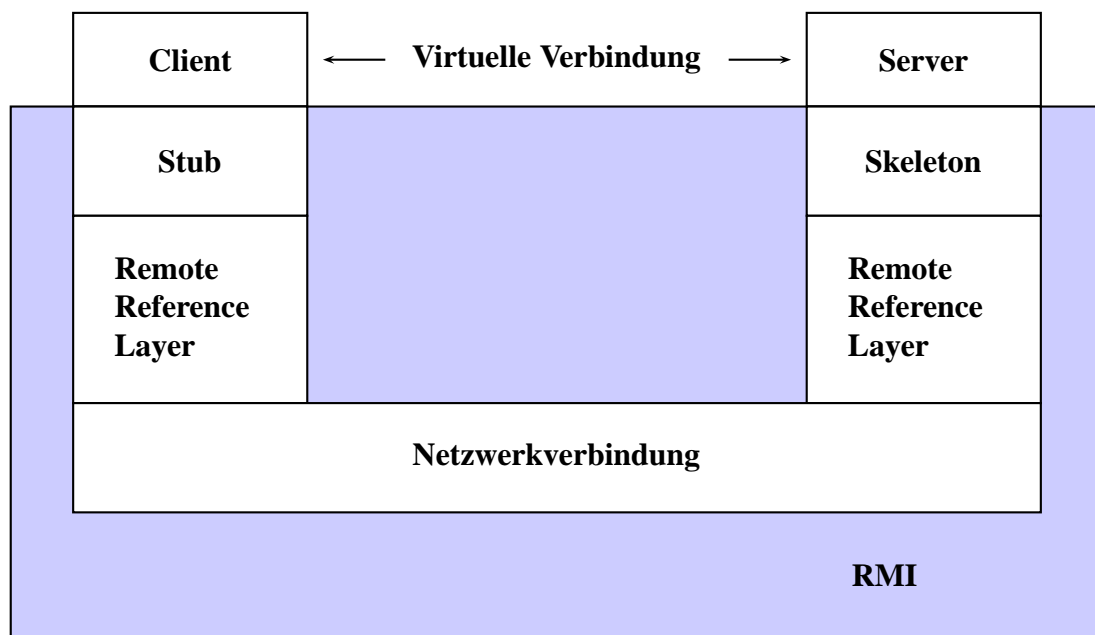 Client
Virtuelle Verbindung
Server
Stub
Skeleton
Remote
Reference
Layer
Remote
Reference
Layer
Netzwerkverbindung
RMI